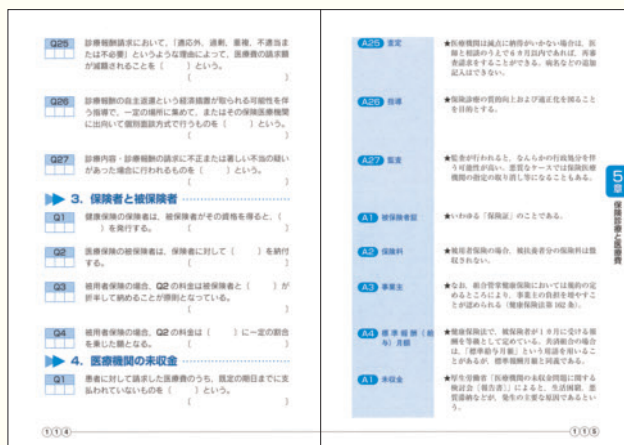 Q25 診療報酬請求において、「適応外、過剰、重複、不適当ま
たは不必要」というような理由によって、医療費の請求額
が減額されることを（　　　）という。
〔　　　〕
Q26 診療報酬の自主返還という経済措置が取られる可能性を伴
う指導で、一定の場所に集めて、またはその保険医療機関
に出向いて個別面談方式で行うものを（　　　）という。
〔　　　〕
Q27 診療内容・診療報酬の請求に不正または著しい不当の疑い
があった場合に行われるものを（　　　）という。
〔　　　〕
3. 保険者と被保険者
Q1 健康保険の保険者は、被保険者がその資格を得ると、（
　）を発行する。〔　　　〕
Q2 医療保険の被保険者は、保険者に対して（　　　）を納付
する。〔　　　〕
Q3 被用者保険の場合、Q2の料金は被保険者と（　　　）が
折半して納めることが原則となっている。
〔　　　〕
Q4 被用者保険の場合、Q2の料金は（　　　）に一定の割合
を乗じた額となる。〔　　　〕
4. 医療機関の未収金
Q1 患者に対して請求した医療費のうち、既定の期日までに支
払われていないものを（　　　）という。
〔　　　〕
114
A25 査定
★医療機関は減点に納得がいかない場合は、医
師と相談のうえで6ヵ月以内であれば、再審
査請求をすることができる。病名などの追加
記入はできない。
A26 指導
★保険診療の質的向上および適正化を図ること
を目的とする。
A27 監査
★監査が行われると、なんらかの行政処分を伴
う可能性が高い。悪質なケースでは保険医療
機関の指定の取り消し等になることもある。
A1 被保険者証
★いわゆる「保険証」のことである。
A2 保険料
★被用者保険の場合、被扶養者分の保険料は徴
収されない。
A3 事業主
★なお、組合管掌健康保険においては規約の定
めるところにより、事業主の負担を増やすこ
とが認められる（健康保険法第162条）。
A4 標準報酬（給
与）月額
★健康保険法で、被保険者が1ヵ月に受ける報
酬を等級として定めている。共済組合の場合
は、「標準給与月額」という用語を用いるこ
とがあるが、標準報酬月額と同義である。
A1 未収金
★厚生労働省「医療機関の未収金問題に関する
検討会〔報告書〕」によると、生活困窮、悪
質滞納などが、発生の主要な原因であるとい
う。
5章
保険診療と医療費
115